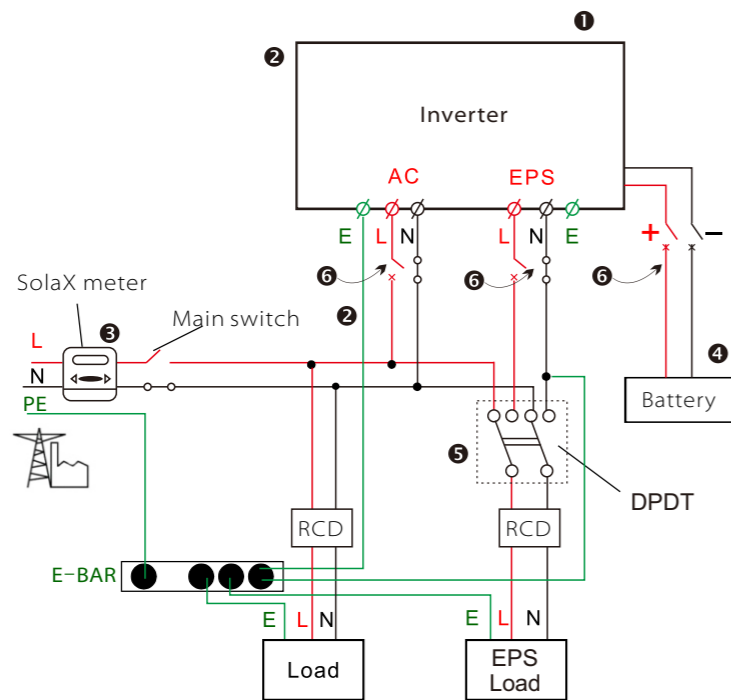 ❶
❷
Inverter
AC
EPS
E
L
N
L
N
E
+
−
❻
❻
❻
SolaX meter
❷
❸
Main switch
L
N
PE
❹
Battery
❺
DPDT
RCD
RCD
E-BAR
E
L
N
E
L
N
Load
EPS
Load